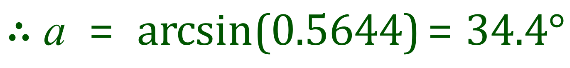 ∴ a = arcsin(0.5644) = 34.4°